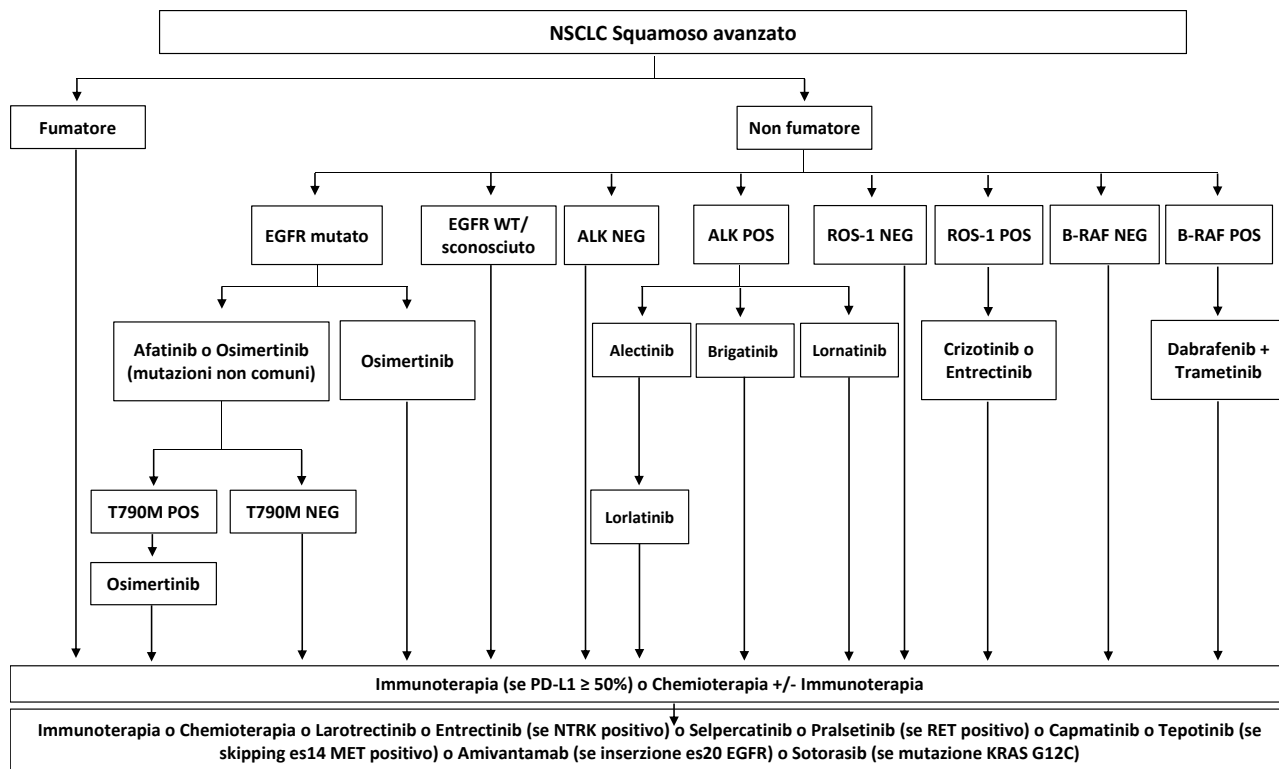 NSCLC Squamoso avanzato
Fumatore
Non fumatore
EGFR mutato
EGFR WT/
sconosciuto
ALK NEG
ALK POS
ROS-1 NEG
ROS-1 POS
B-RAF NEG
B-RAF POS
Afatinib o Osimertinib
(mutazioni non comuni)
Osimertinib
Alectinib
Brigatinib
Lornatinib
Crizotinib o
Entrectinib
Dabrafenib +
Trametinib
T790M POS
T790M NEG
Lorlatinib
Osimertinib
Immunoterapia (se PD-L1 ≥ 50%) o Chemioterapia +/- Immunoterapia
Immunoterapia o Chemioterapia o Larotrectinib o Entrectinib (se NTRK positivo) o Selpercatinib o Pralsetinib (se RET positivo) o Capmatinib o Tepotinib (se
skipping es14 MET positivo) o Amivantamab (se inserzione es20 EGFR) o Sotorasib (se mutazione KRAS G12C)